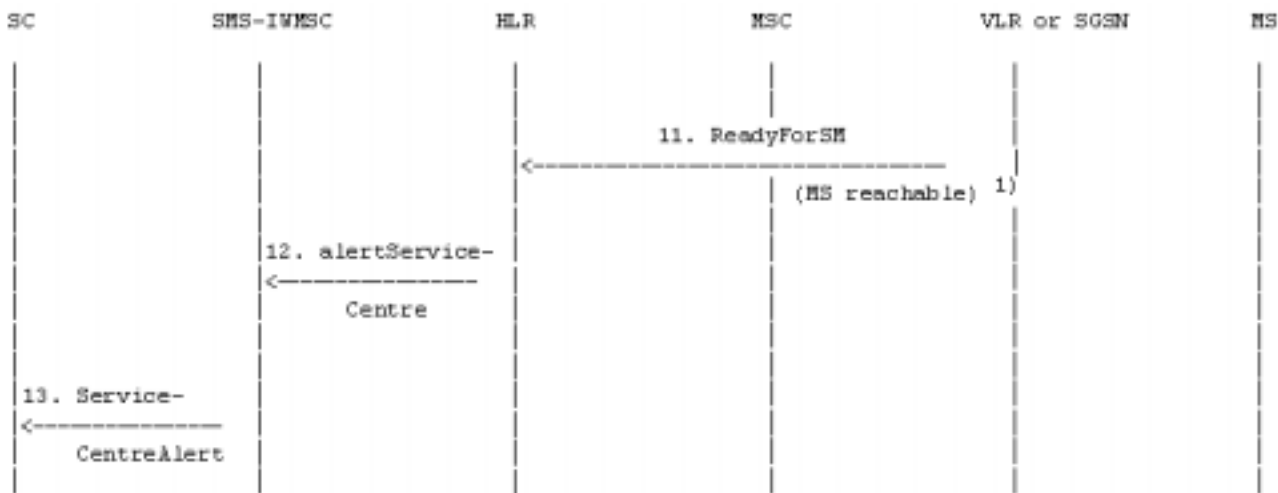 SC SMS-IWMSC HLR MSC VLR or SGSN MS
11. ReadyForSM
(MS reachable) 1)
12. alertService-
Centre
13. Service-
CentreAlert